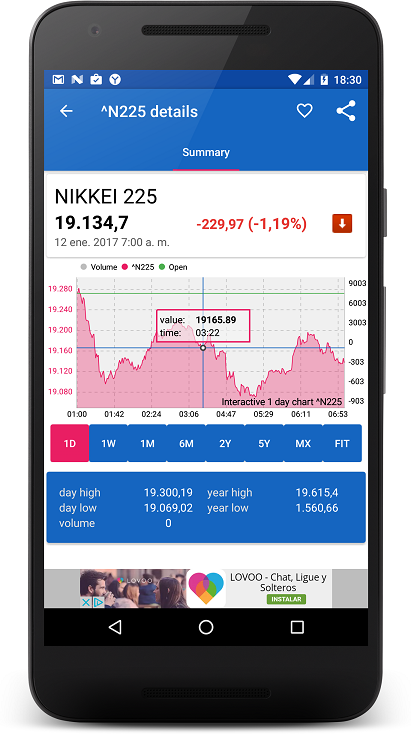 18:30
^N225 details
Summary
NIKKEI 225
19.134,7 -229,97 (-1,19%)
12 ene. 2017 7:00 a. m.
Volume ^N225 Open
19.280
19.240
19.200
19.160
19.120
19.080
value: 19165.89
time: 03:22
9003
6003
3003
0
-603
-603
-903
Interactive 1 day chart ^N225
01:00 01:42 02:24 03:06 04:47 05:29 06:11 06:53
1D 1W 1M 6M 2Y 5Y MX FIT
day high 19.300,19 year high 19.615,4
day low 19.069,02 year low 1.560,66
volume 0
LOVOO
LOVOO - Chat, Ligue y
Solteros
INSTALAR